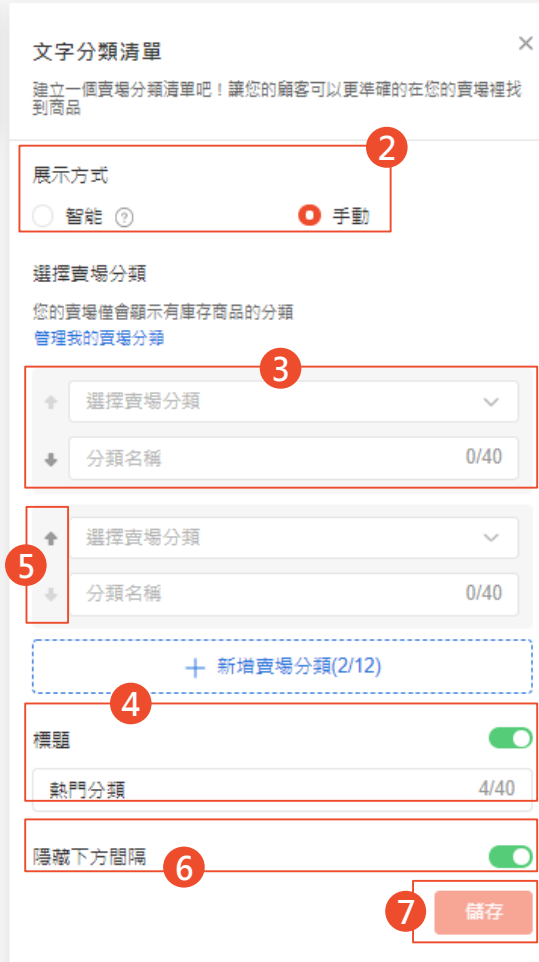 文字分類清單
建立一個賣場分類清單吧！讓您的顧客可以更準確的在您的賣場裡找
到商品
2
展示方式
智能 ?
手動
選擇賣場分類
您的賣場僅會顯示有庫存商品的分類
管理我的賣場分類
3
選擇賣場分類
分類名稱 0/40
選擇賣場分類
5
分類名稱 0/40
+ 新增賣場分類(2/12)
4
標題
熱門分類 4/40
隱藏下方間隔
6
7
儲存